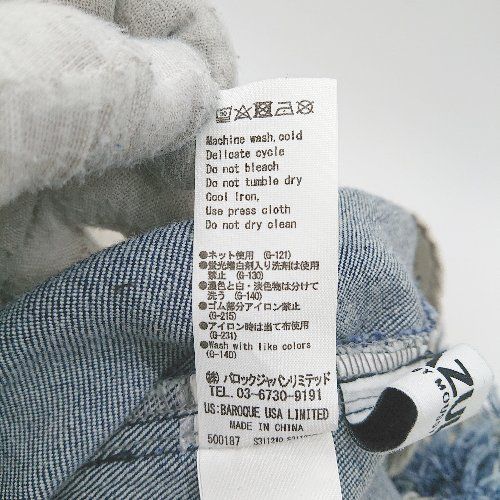 Machine wash, cold
Delicate cycle
Do not bleach
Do not tumble dry
Cool Iron,
Use press cloth
Do not dry clean
●ネット使用 (G-121)
●蛍光増白剤入り洗剤は使用
禁止 (G-130)
●濃色と白・淡色物は分けて
洗う (G-140)
●ゴム部分アイロン禁止
(G-215)
●アイロン時は当て布使用
(G-231)
●Wash with like colors
(G-140)
(株)バロックジャパンリミテッド
TEL. 03-6730-9191
US:BAROQUE USA LIMITED
MADE IN CHINA
500187